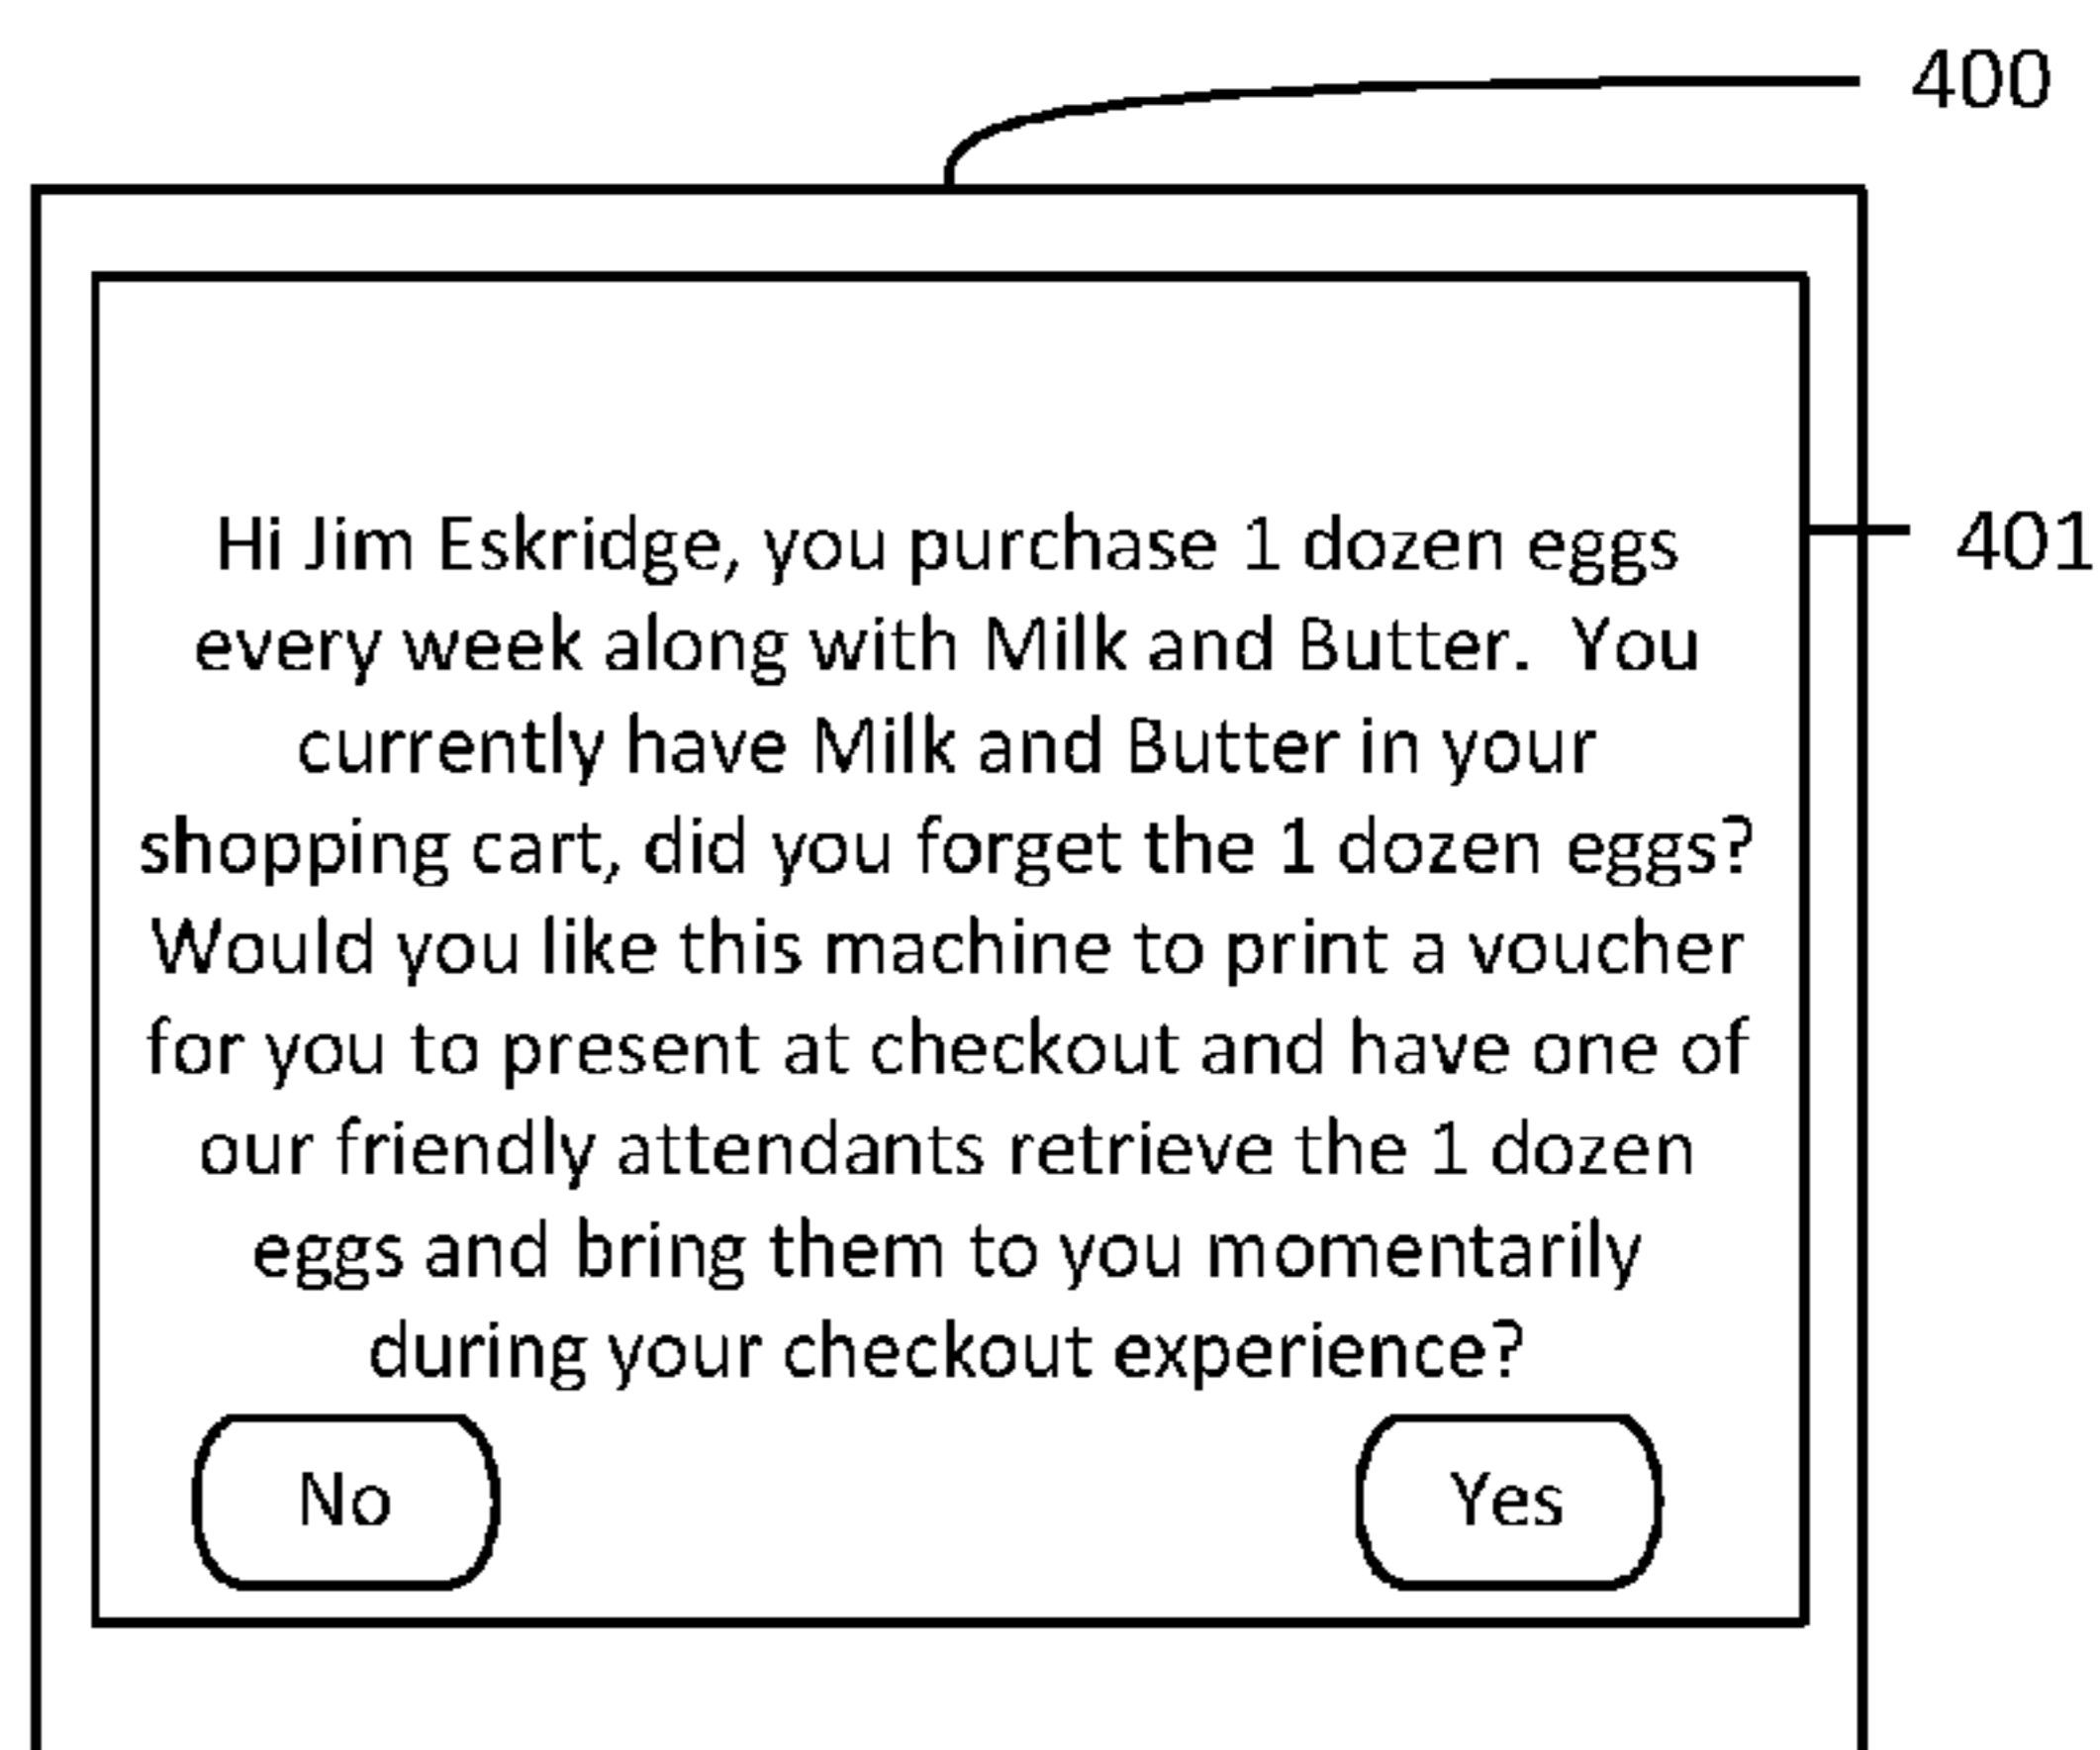 400
Hi Jim Eskridge, you purchase 1 dozen eggs
401
every week along with Milk and Butter.  You
currently have Milk and Butter in your
shopping cart, did you forget the 1 dozen eggs?
Would you like this machine to print a voucher
for you to present at checkout and have one of
our friendly attendants retrieve the 1 dozen
eggs and bring them to you momentarily
during your checkout experience?
No
Yes